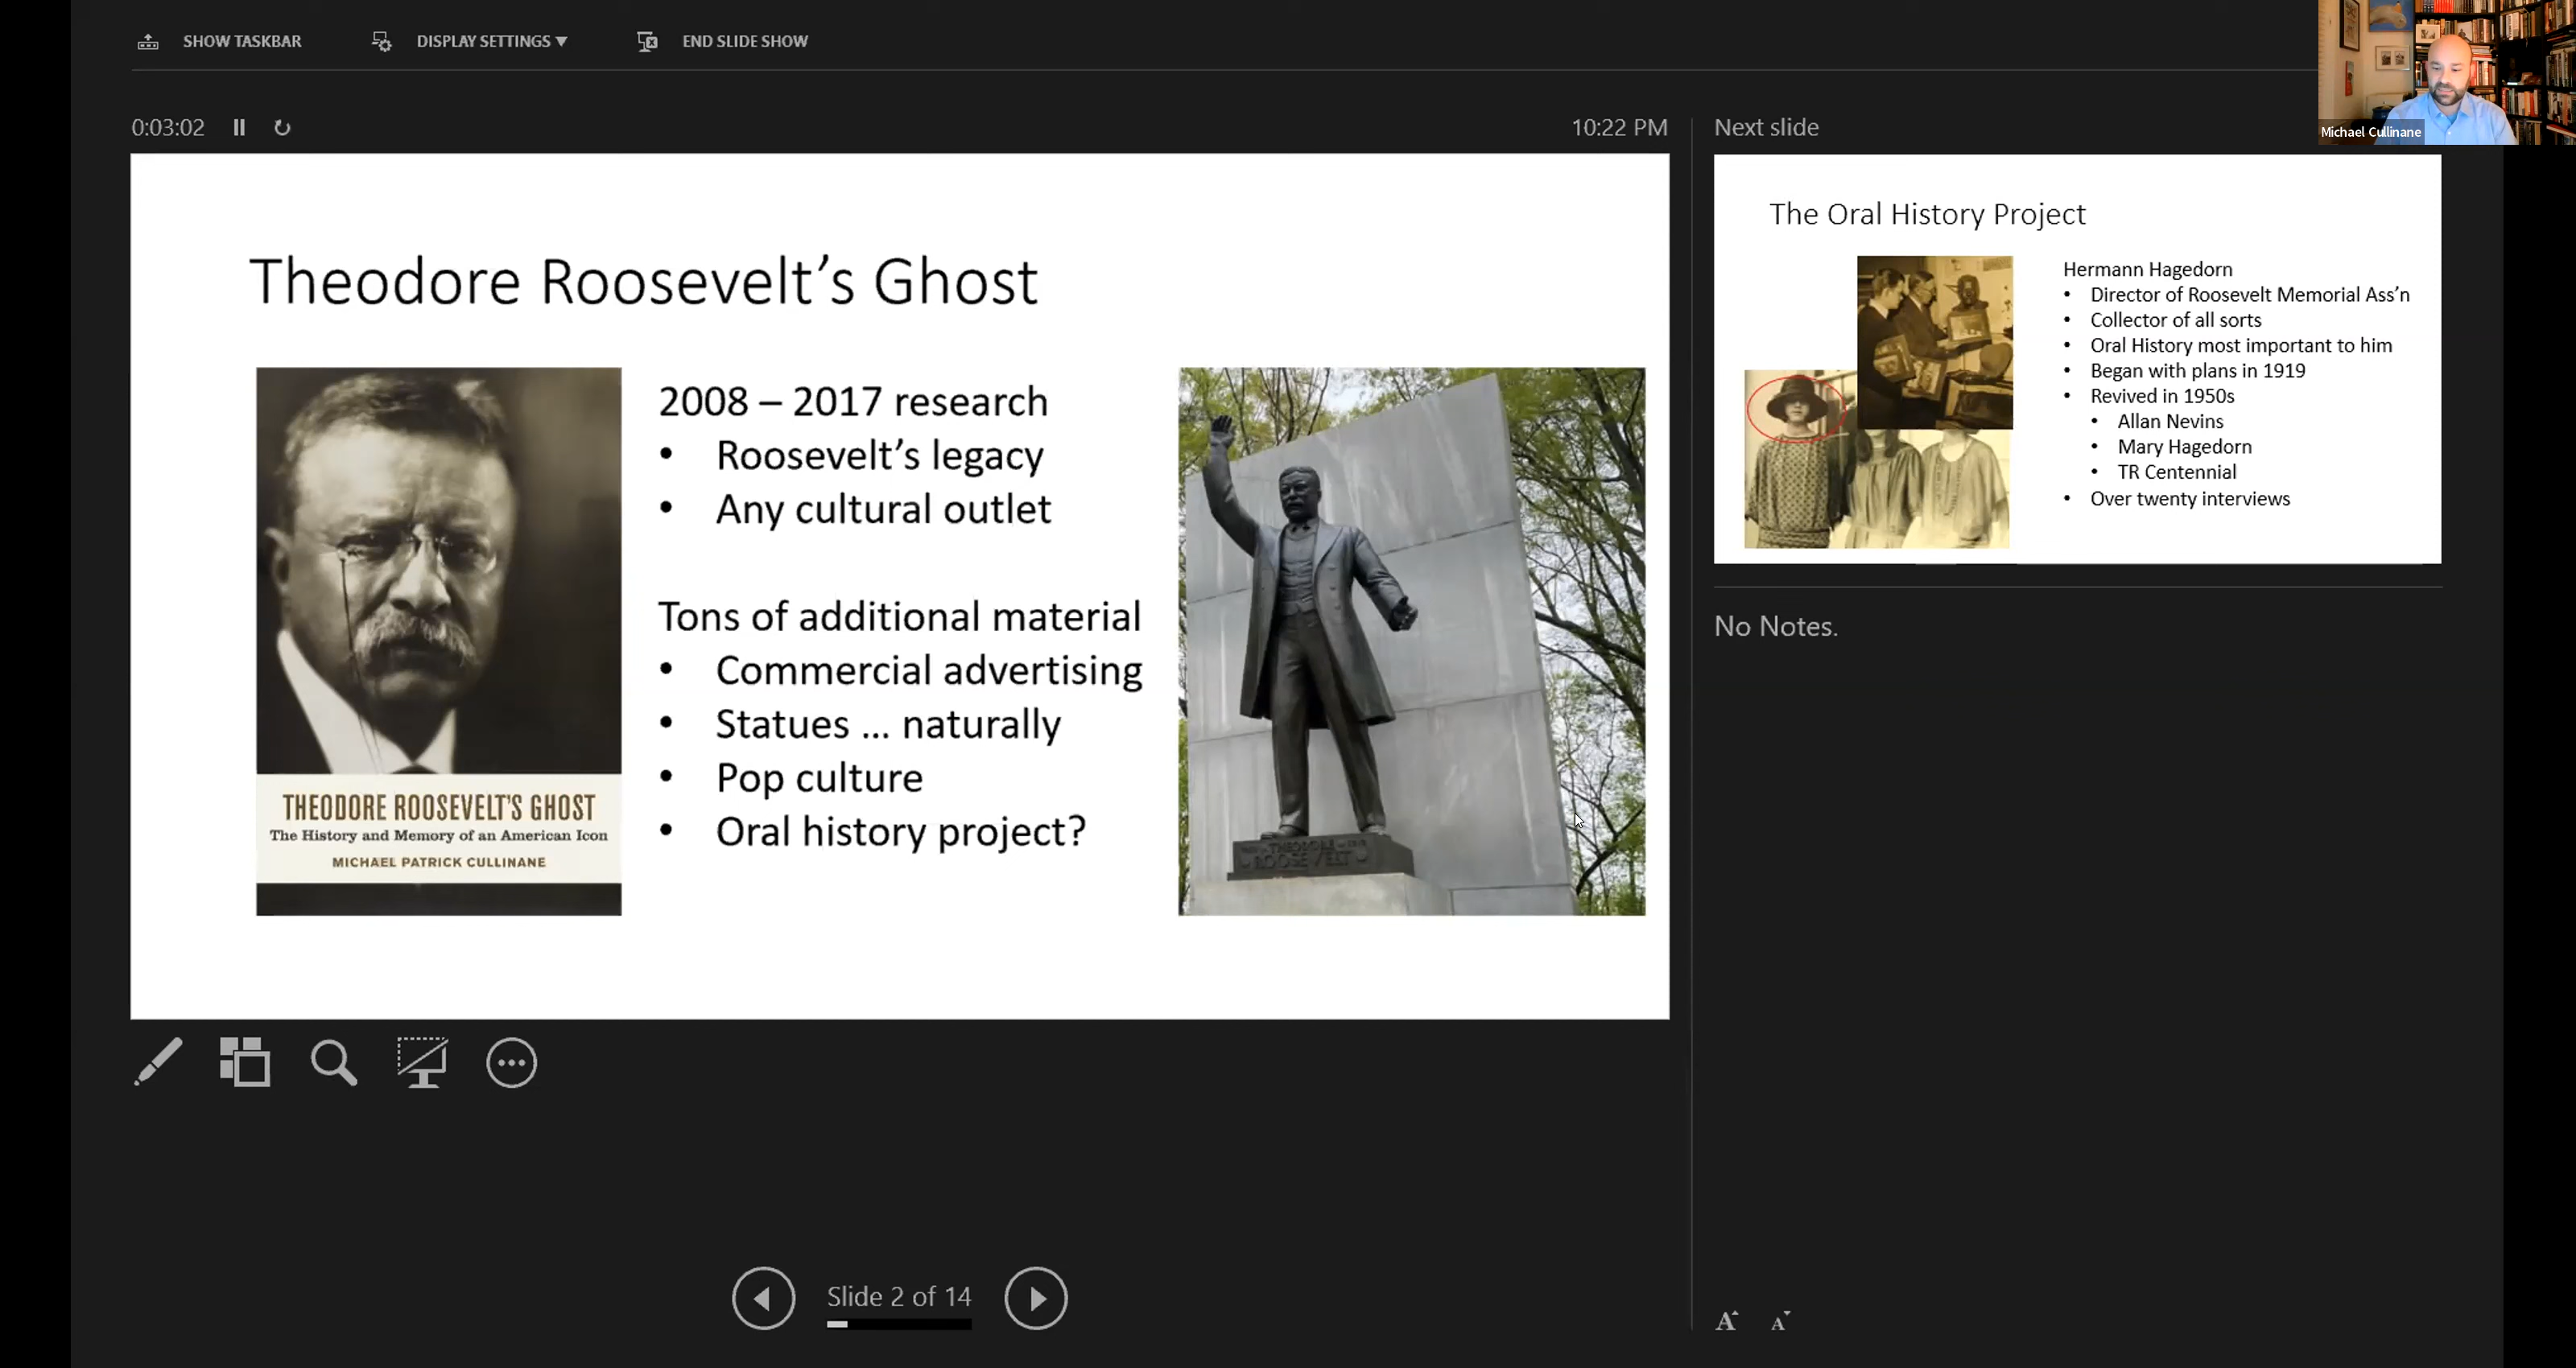 SHOW TASKBAR
DISPLAY SETTINGS ▼
END SLIDE SHOW
Michael Cullinane
0:03:02
10:22 PM
Theodore Roosevelt’s Ghost
THEODORE ROOSEVELT'S GHOST
The History and Memory of an American Icon
MICHAEL PATRICK CULLINANE
2008 – 2017 research
• Roosevelt’s legacy
• Any cultural outlet
Tons of additional material
• Commercial advertising
• Statues ... naturally
• Pop culture
• Oral history project?
THEODORE
ROOSEVELT
Next slide
The Oral History Project
Hermann Hagedorn
• Director of Roosevelt Memorial Ass’n
• Collector of all sorts
• Oral History most important to him
• Began with plans in 1919
• Revived in 1950s
• Allan Nevins
• Mary Hagedorn
• TR Centennial
• Over twenty interviews
No Notes.
Slide 2 of 14
A A